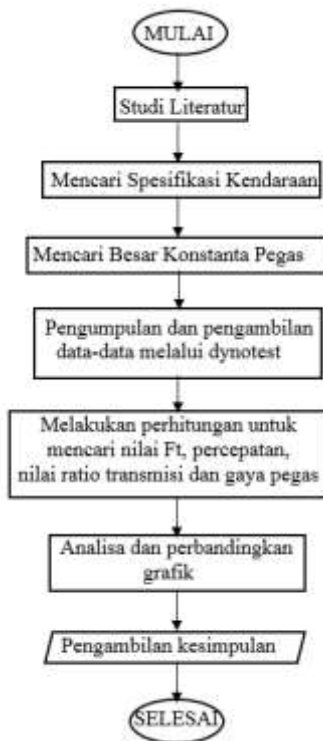 MULAI
Studi Literatur
Mencari Spesifikasi Kendaraan
Mencari Besar Konstanta Pegas
Pengumpulan dan pengambilan
data-data melalui dynotest
Melakukan perhitungan untuk
mencari nilai Ft, percepatan,
nilai ratio transmisi dan gaya pegas
Analisa dan perbandingkan
grafik
Pengambilan kesimpulan
SELESAI